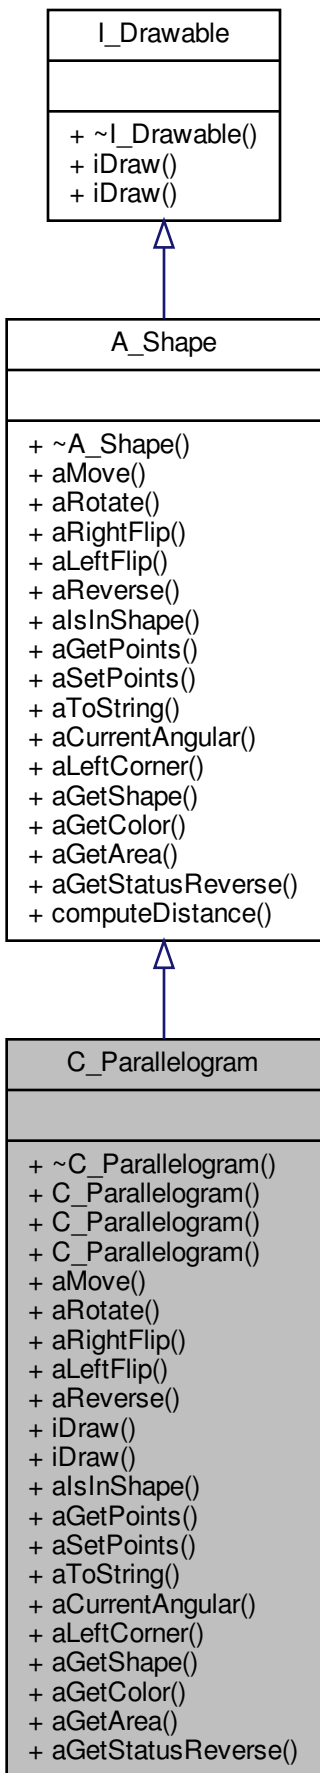 I_Drawable
+ ~I_Drawable()
+ iDraw()
+ iDraw()
A_Shape
+ ~A_Shape()
+ aMove()
+ aRotate()
+ aRightFlip()
+ aLeftFlip()
+ aReverse()
+ aIsInShape()
+ aGetPoints()
+ aSetPoints()
+ aToString()
+ aCurrentAngular()
+ aLeftCorner()
+ aGetShape()
+ aGetColor()
+ aGetArea()
+ aGetStatusReverse()
+ computeDistance()
C_Parallelogram
+ ~C_Parallelogram()
+ C_Parallelogram()
+ C_Parallelogram()
+ C_Parallelogram()
+ aMove()
+ aRotate()
+ aRightFlip()
+ aLeftFlip()
+ aReverse()
+ iDraw()
+ iDraw()
+ aIsInShape()
+ aGetPoints()
+ aSetPoints()
+ aToString()
+ aCurrentAngular()
+ aLeftCorner()
+ aGetShape()
+ aGetColor()
+ aGetArea()
+ aGetStatusReverse()